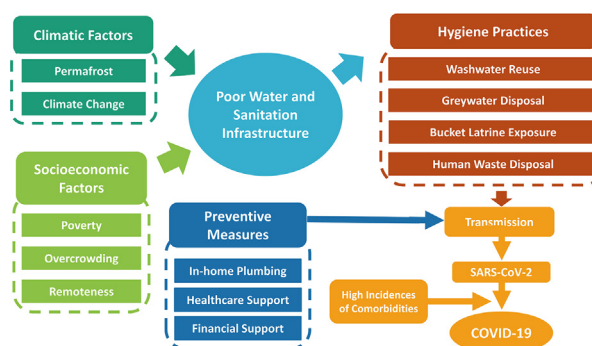 Climatic Factors
Permafrost
Climate Change
Socioeconomic
Factors
Poverty
Overcrowding
Remoteness
Poor Water and
Sanitation
Infrastructure
Hygiene Practices
Washwater Reuse
Greywater Disposal
Bucket Latrine Exposure
Human Waste Disposal
Preventive
Measures
In-home Plumbing
Healthcare Support
Financial Support
Transmission
SARS-CoV-2
High Incidences
of Comorbidities
COVID-19